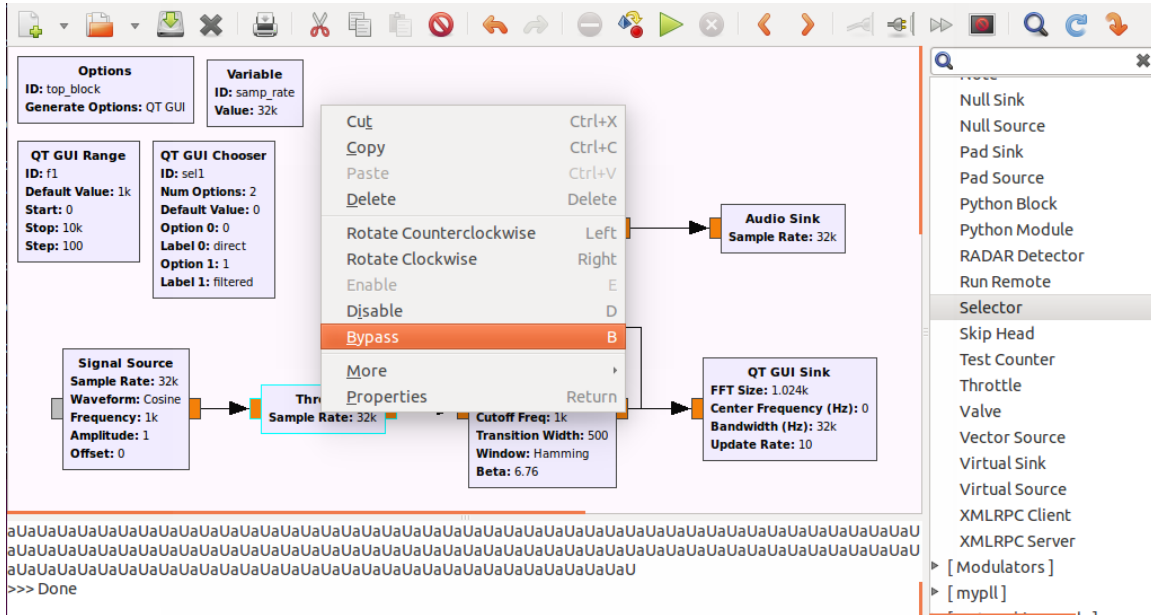 Options
ID: top_block
Generate Options: QT GUI
Variable
ID: samp_rate
Value: 32k
QT GUI Range
ID: f1
Default Value: 1k
Start: 0
Stop: 10k
Step: 100
QT GUI Chooser
ID: sel1
Num Options: 2
Default Value: 0
Option 0: 0
Label 0: direct
Option 1: 1
Label 1: filtered
Cut Ctrl+X
Copy Ctrl+C
Paste Ctrl+V
Delete Delete
Rotate Counterclockwise Left
Rotate Clockwise Right
Enable E
Disable D
Bypass B
More
Properties Return
Audio Sink
Sample Rate: 32k
Signal Source
Sample Rate: 32k
Waveform: Cosine
Frequency: 1k
Amplitude: 1
Offset: 0
Thr
Sample Rate: 32k
Cutoff Freq: 1k
Transition Width: 500
Window: Hamming
Beta: 6.76
QT GUI Sink
FFT Size: 1.024k
Center Frequency (Hz): 0
Bandwidth (Hz): 32k
Update Rate: 10
aUaUaUaUaUaUaUaUaUaUaUaUaUaUaUaUaUaUaUaUaUaUaUaUaUaUaUaUaUaUaUaUaUaUaUaUaUaUaUaUaUaUaUaUaU
aUaUaUaUaUaUaUaUaUaUaUaUaUaUaUaUaUaUaUaUaUaUaUaUaUaUaUaUaUaUaUaUaUaUaUaUaUaUaUaUaUaUaUaUaU
aUaUaUaUaUaUaUaUaUaUaUaUaUaUaUaUaUaUaUaUaUaUaUaUaUaUaUaUaUaUaU
>>> Done
Null Sink
Null Source
Pad Sink
Pad Source
Python Block
Python Module
RADAR Detector
Run Remote
Selector
Skip Head
Test Counter
Throttle
Valve
Vector Source
Virtual Sink
Virtual Source
XMLRPC Client
XMLRPC Server
[ Modulators ]
[ mypll ]